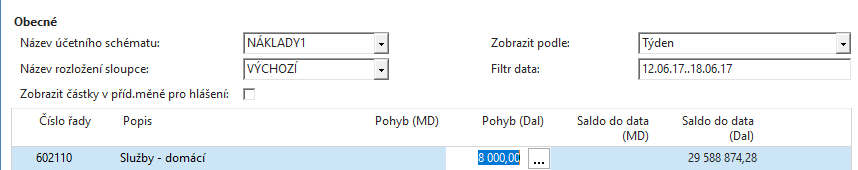 Obecné
Název účetního schématu: NÁKLADY1 Zobrazit podle: Týden
Název rozložení sloupce: VÝCHOZÍ Filtr data: 12.06.17..18.06.17
Zobrazit částky v příd.měně pro hlášení:
Číslo řady Popis Pohyb (MD) Pohyb (Dal) Saldo do data (MD) Saldo do data (Dal)
602110 Služby - domácí 8 000,00 ... 29 588 874,28